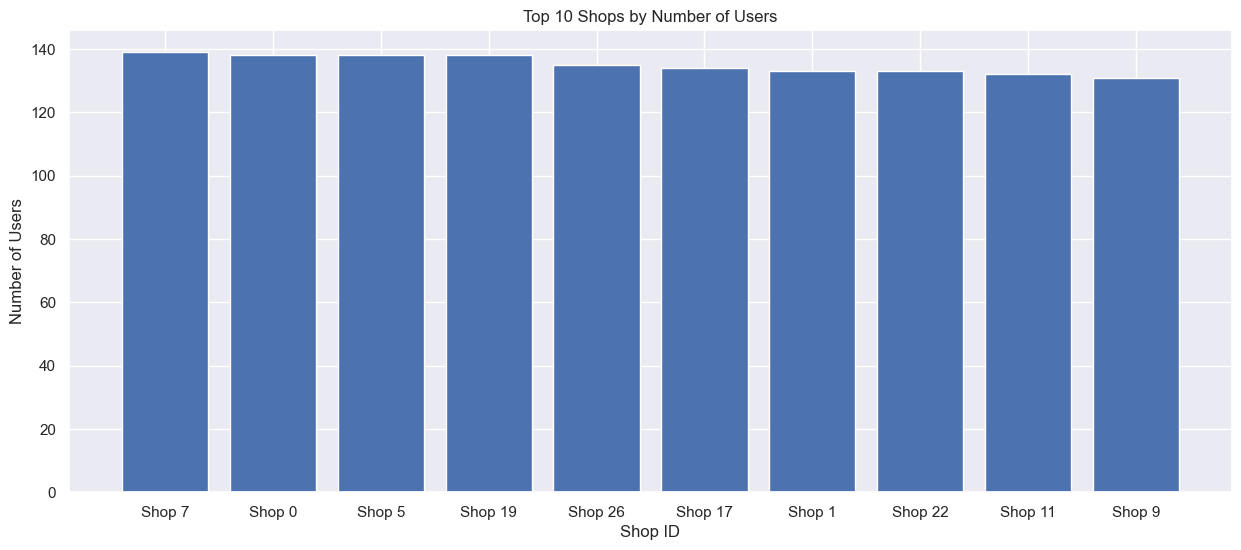 Top 10 Shops by Number of Users
Number of Users
140
120
100
80
60
40
20
0
Shop 7 Shop 0 Shop 5 Shop 19 Shop 26 Shop 17 Shop 1 Shop 22 Shop 11 Shop 9
Shop ID